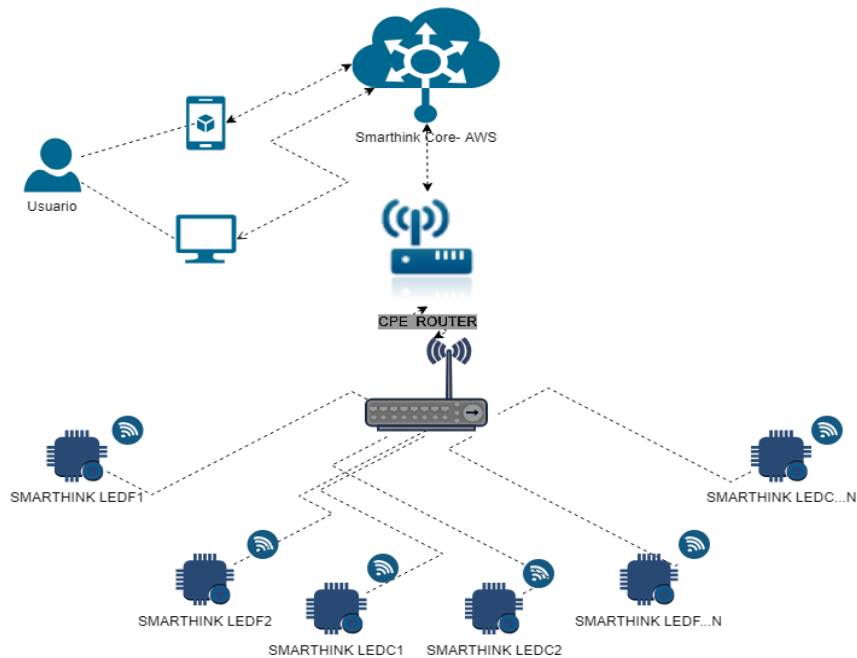 Smarthink Core- AWS
Usuario
CPE ROUTER
SMARTHINK LEDF1
SMARTHINK LEDC...N
SMARTHINK LEDF2
SMARTHINK LEDF...N
SMARTHINK LEDC1
SMARTHINK LEDC2